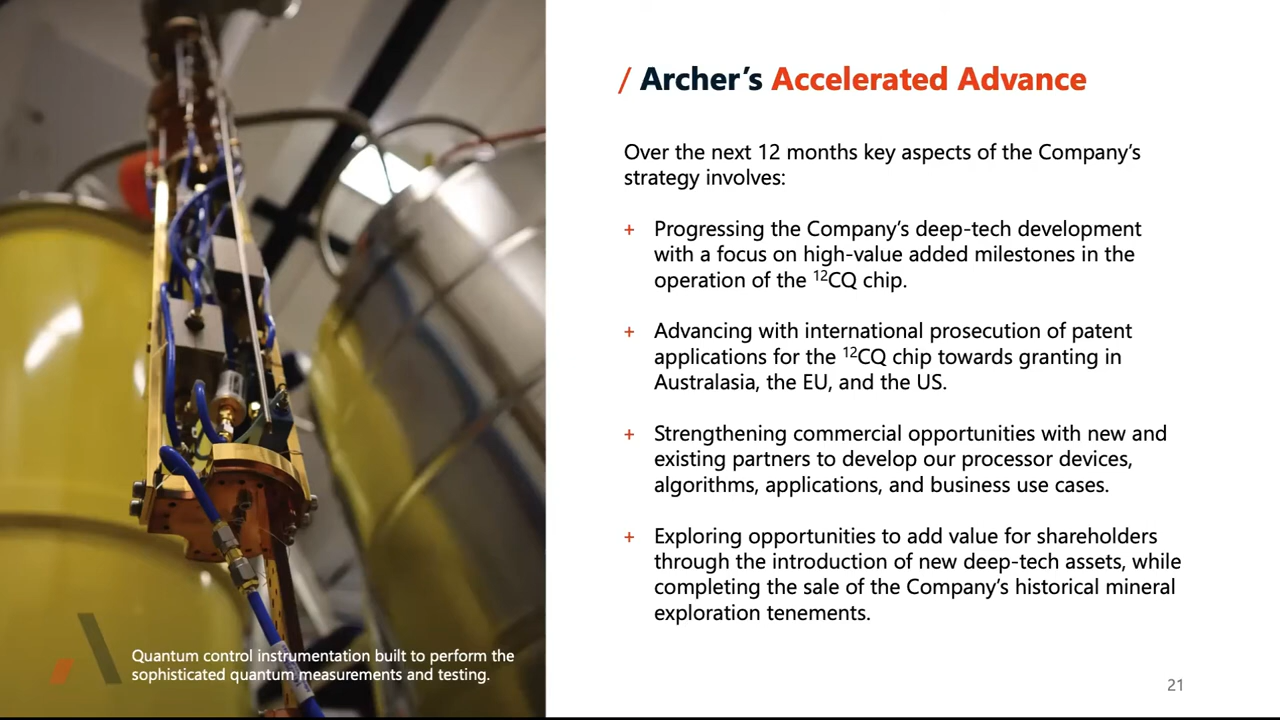 / Archer’s Accelerated Advance
Over the next 12 months key aspects of the Company’s
strategy involves:
+ Progressing the Company’s deep-tech development
with a focus on high-value added milestones in the
operation of the ¹²CQ chip.
+ Advancing with international prosecution of patent
applications for the ¹²CQ chip towards granting in
Australasia, the EU, and the US.
+ Strengthening commercial opportunities with new and
existing partners to develop our processor devices,
algorithms, applications, and business use cases.
+ Exploring opportunities to add value for shareholders
through the introduction of new deep-tech assets, while
completing the sale of the Company’s historical mineral
exploration tenements.
Quantum control instrumentation built to perform the
sophisticated quantum measurements and testing.
21